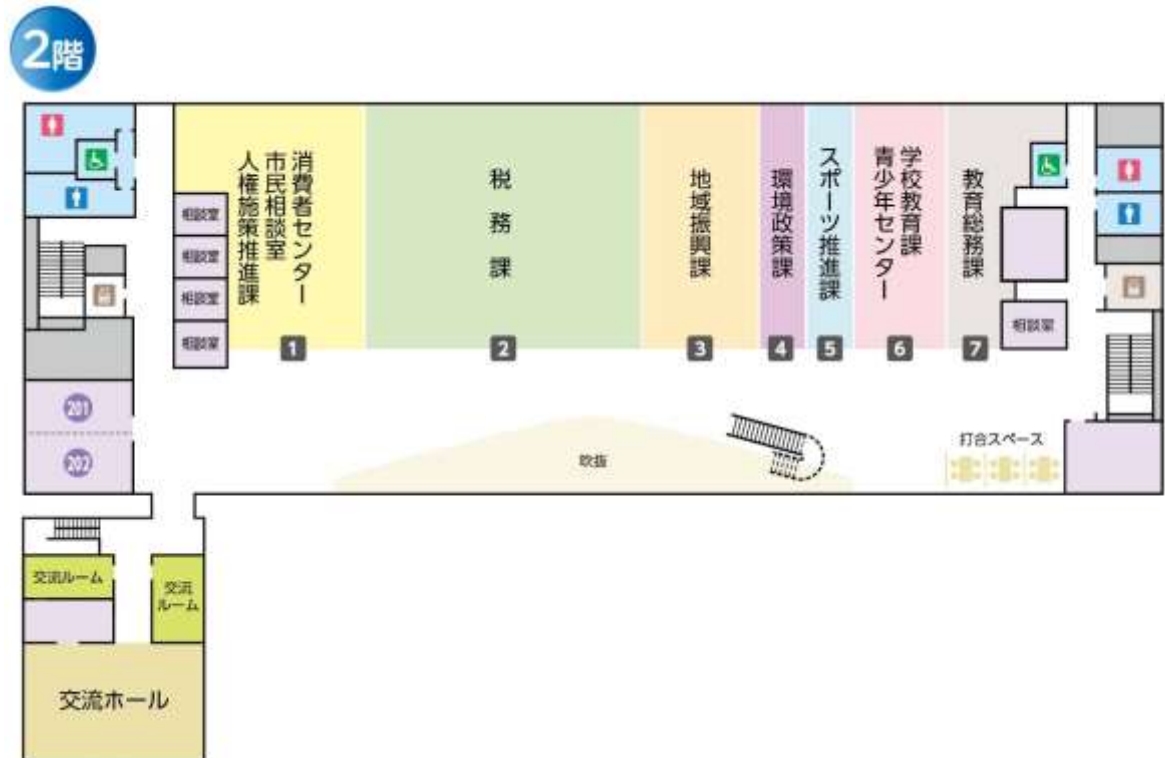 2階
消費者センター
市民相談室
人権施策推進課
税務課
地域振興課
環境政策課
スポーツ推進課
学校教育課
青少年センター
教育総務課
相談室
相談室
相談室
相談室
相談室
1
2
3
4
5
6
7
201
202
吹抜
打合スペース
交流ルーム
交流
ルーム
交流ホール